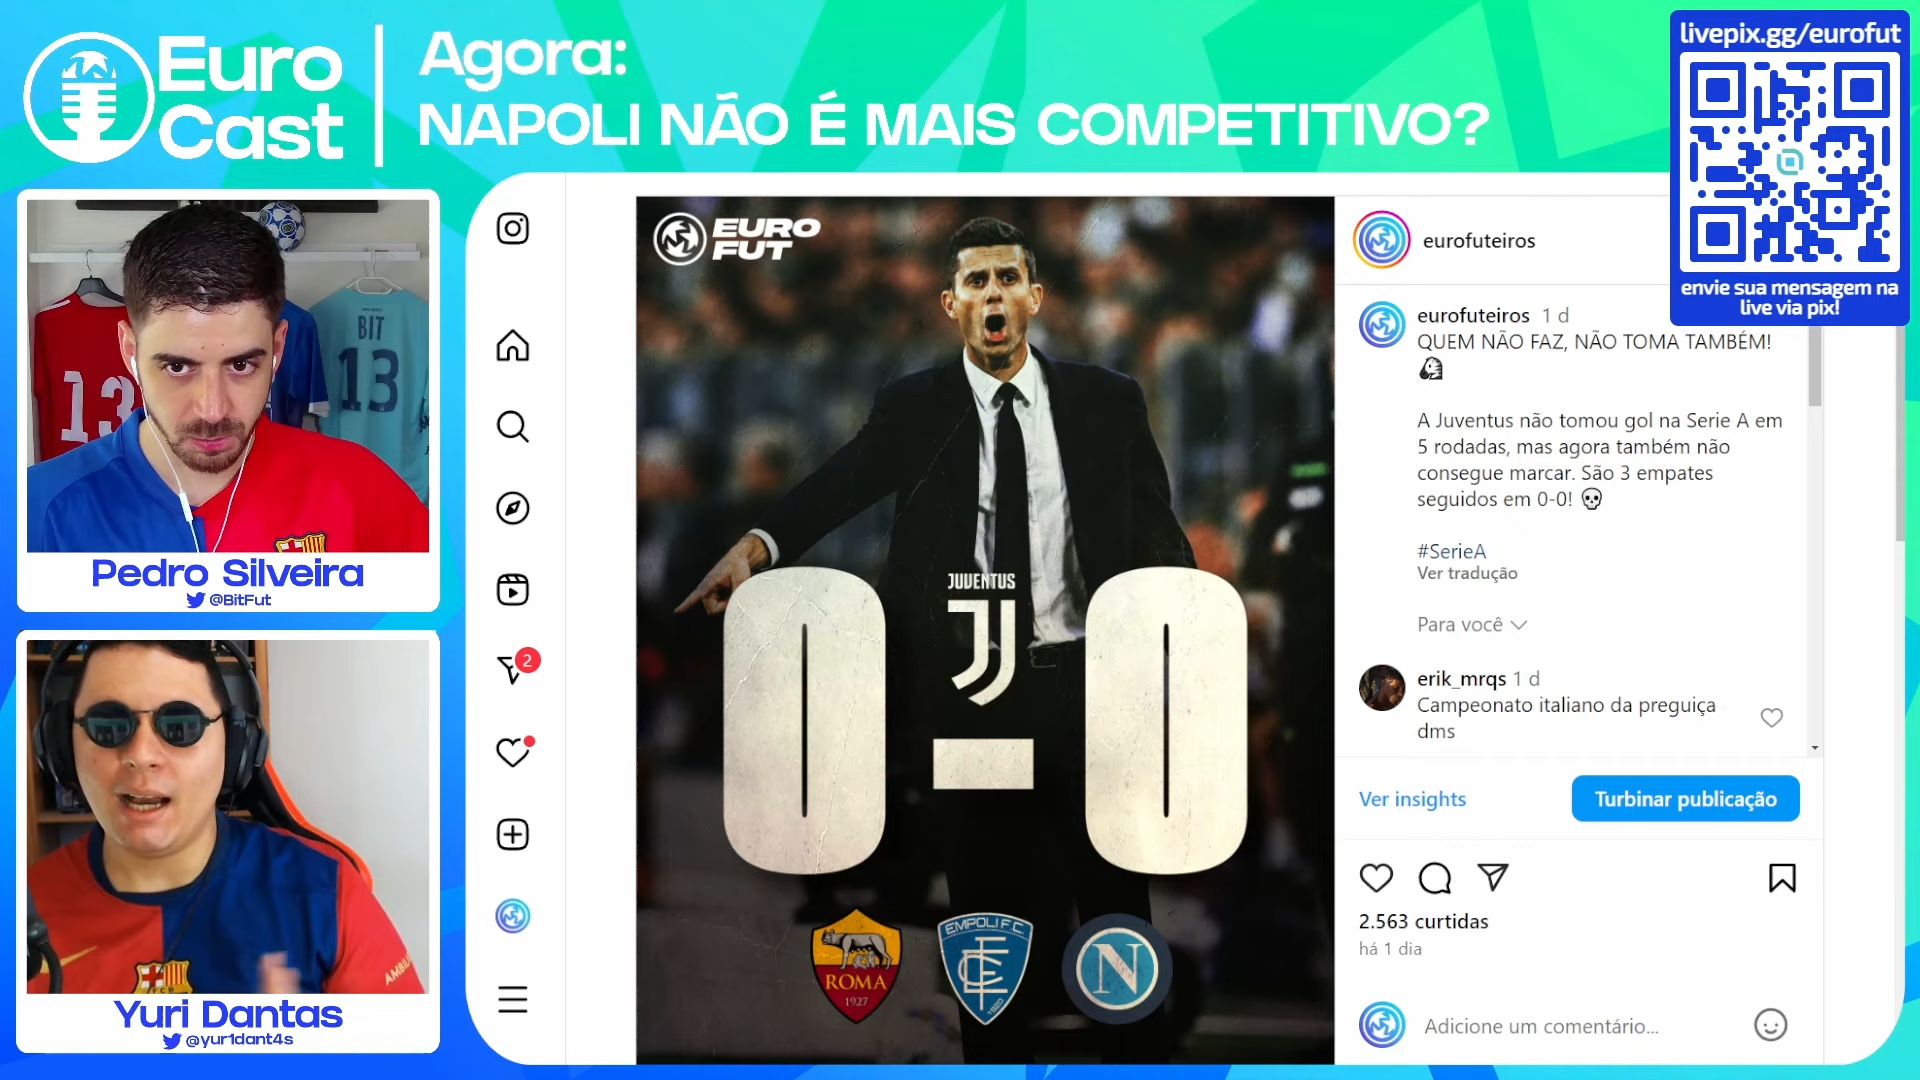 Euro
Cast
Agora:
NAPOLI NÃO É MAIS COMPETITIVO?
livepix.gg/eurofut
envie sua mensagem na
live via pix!
BIT
13
13
Pedro Silveira
@BitFut
FCB
AMBIL
Yuri Dantas
@yur1dant4s
2
EURO
FUT
JUVENTUS
0 - 0
ROMA
1927
EMPOLI F.C.
1920
N
eurofuteiros
eurofuteiros 1 d
QUEM NÃO FAZ, NÃO TOMA TAMBÉM!
A Juventus não tomou gol na Serie A em
5 rodadas, mas agora também não
consegue marcar. São 3 empates
seguidos em 0-0! 💀
#SerieA
Ver tradução
Para você
erik_mrqs 1 d
Campeonato italiano da preguiça
dms
Ver insights
Turbinar publicação
2.563 curtidas
há 1 dia
Adicione um comentário...